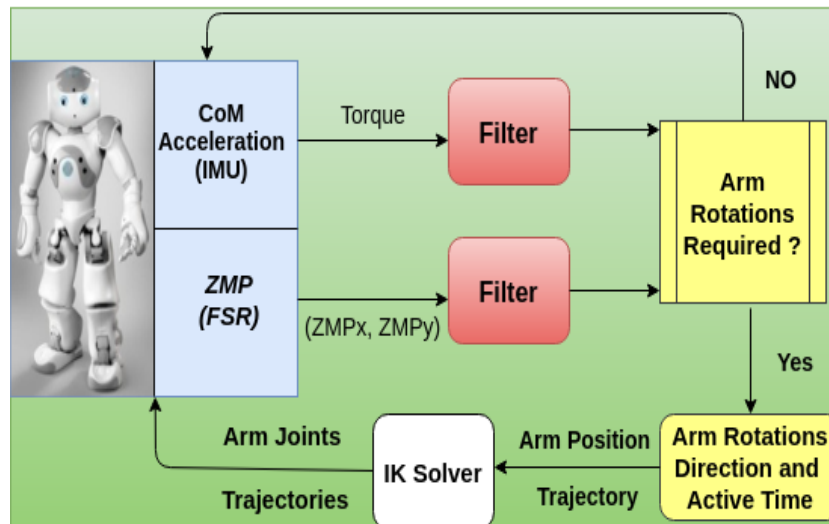 CoM
Acceleration
(IMU)
Torque
Filter
NO
Arm
Rotations
Required ?
ZMP
(FSR)
(ZMPx, ZMPy)
Filter
Yes
Arm Rotations
Direction and
Active Time
Arm Position
Trajectory
IK Solver
Arm Joints
Trajectories